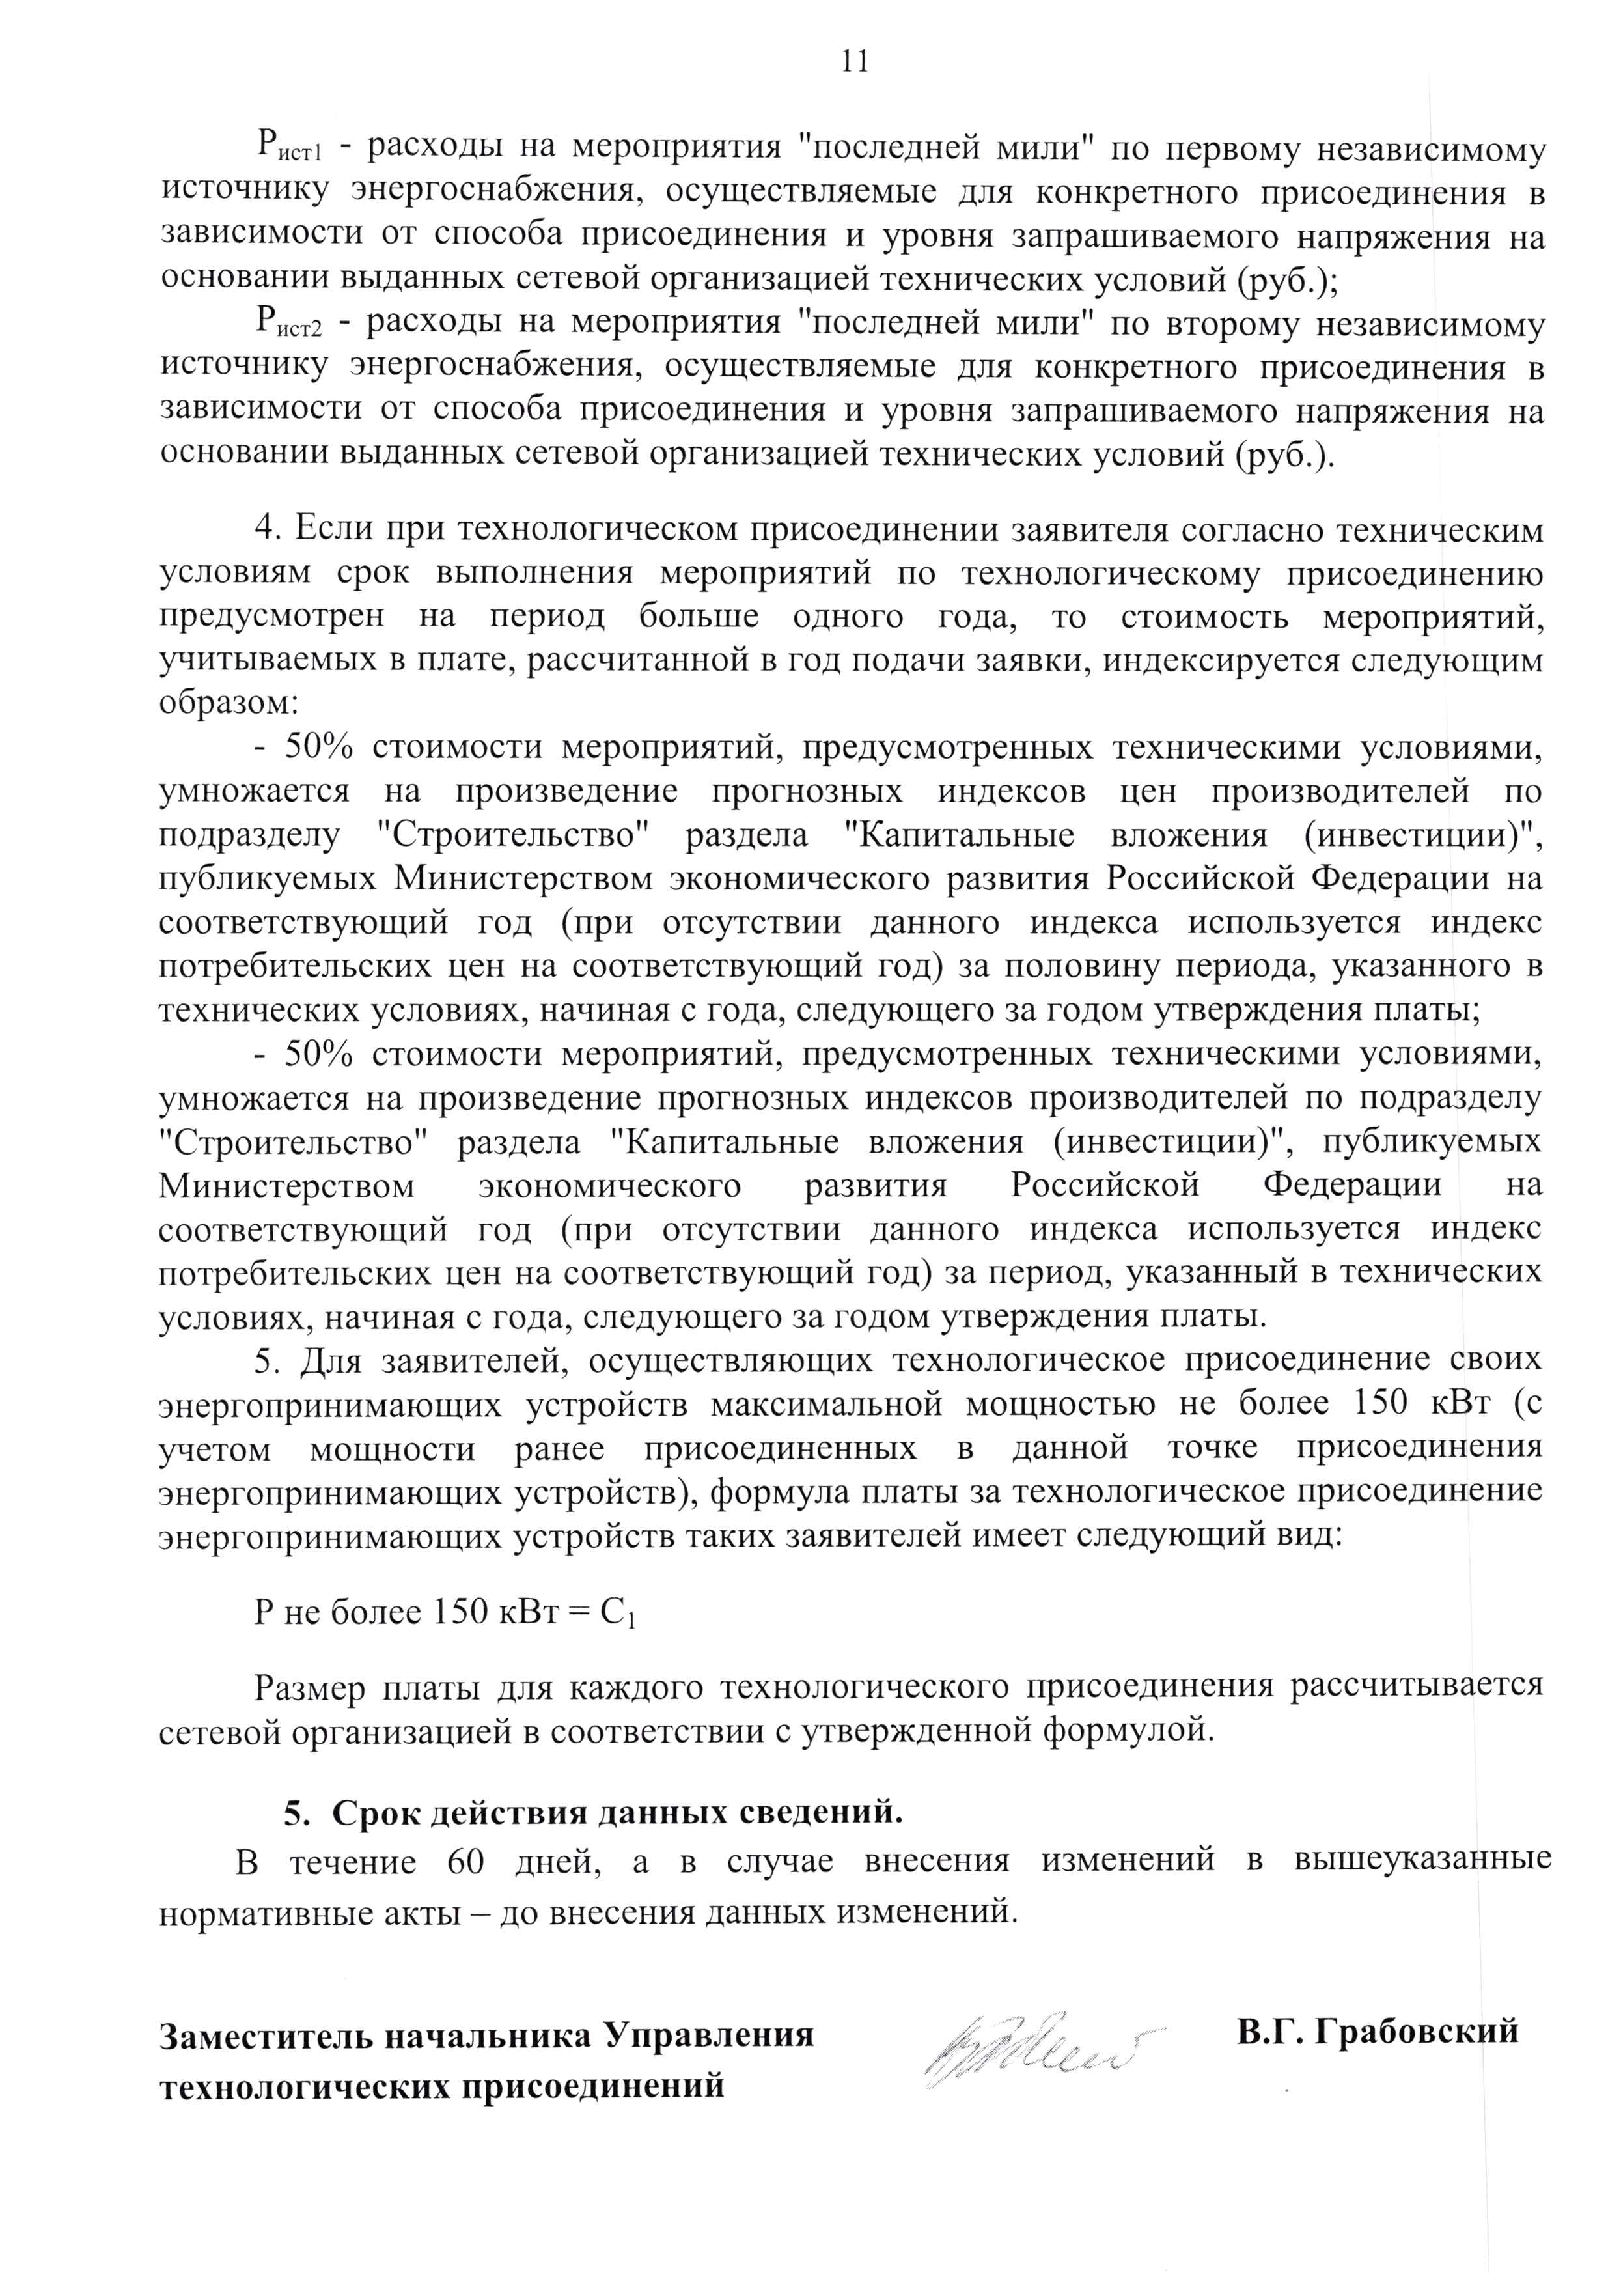 11
Рист1 - расходы на мероприятия "последней мили" по первому независимому
источнику энергоснабжения, осуществляемые для конкретного присоединения в
зависимости от способа присоединения и уровня запрашиваемого напряжения на
основании выданных сетевой организацией технических условий (руб.);
Рист2 - расходы на мероприятия "последней мили" по второму независимому
источнику энергоснабжения, осуществляемые для конкретного присоединения в
зависимости от способа присоединения и уровня запрашиваемого напряжения на
основании выданных сетевой организацией технических условий (руб.).
4. Если при технологическом присоединении заявителя согласно техническим
условиям срок выполнения мероприятий по технологическому присоединению
предусмотрен на период больше одного года, то стоимость мероприятий,
учитываемых в плате, рассчитанной в год подачи заявки, индексируется следующим
образом:
- 50% стоимости мероприятий, предусмотренных техническими условиями,
умножается на произведение прогнозных индексов цен производителей по
подразделу "Строительство" раздела "Капитальные вложения (инвестиции)",
публикуемых Министерством экономического развития Российской Федерации на
соответствующий год (при отсутствии данного индекса используется индекс
потребительских цен на соответствующий год) за половину периода, указанного в
технических условиях, начиная с года, следующего за годом утверждения платы;
- 50% стоимости мероприятий, предусмотренных техническими условиями,
умножается на произведение прогнозных индексов производителей по подразделу
"Строительство" раздела "Капитальные вложения (инвестиции)", публикуемых
Министерством экономического развития Российской Федерации на
соответствующий год (при отсутствии данного индекса используется индекс
потребительских цен на соответствующий год) за период, указанный в технических
условиях, начиная с года, следующего за годом утверждения платы.
5. Для заявителей, осуществляющих технологическое присоединение своих
энергопринимающих устройств максимальной мощностью не более 150 кВт (с
учетом мощности ранее присоединенных в данной точке присоединения
энергопринимающих устройств), формула платы за технологическое присоединение
энергопринимающих устройств таких заявителей имеет следующий вид:
Р не более 150 кВт = С1
Размер платы для каждого технологического присоединения рассчитывается
сетевой организацией в соответствии с утвержденной формулой.
5. Срок действия данных сведений.
В течение 60 дней, а в случае внесения изменений в вышеуказанные
нормативные акты – до внесения данных изменений.
Заместитель начальника Управления
технологических присоединений
В.Г. Грабовский